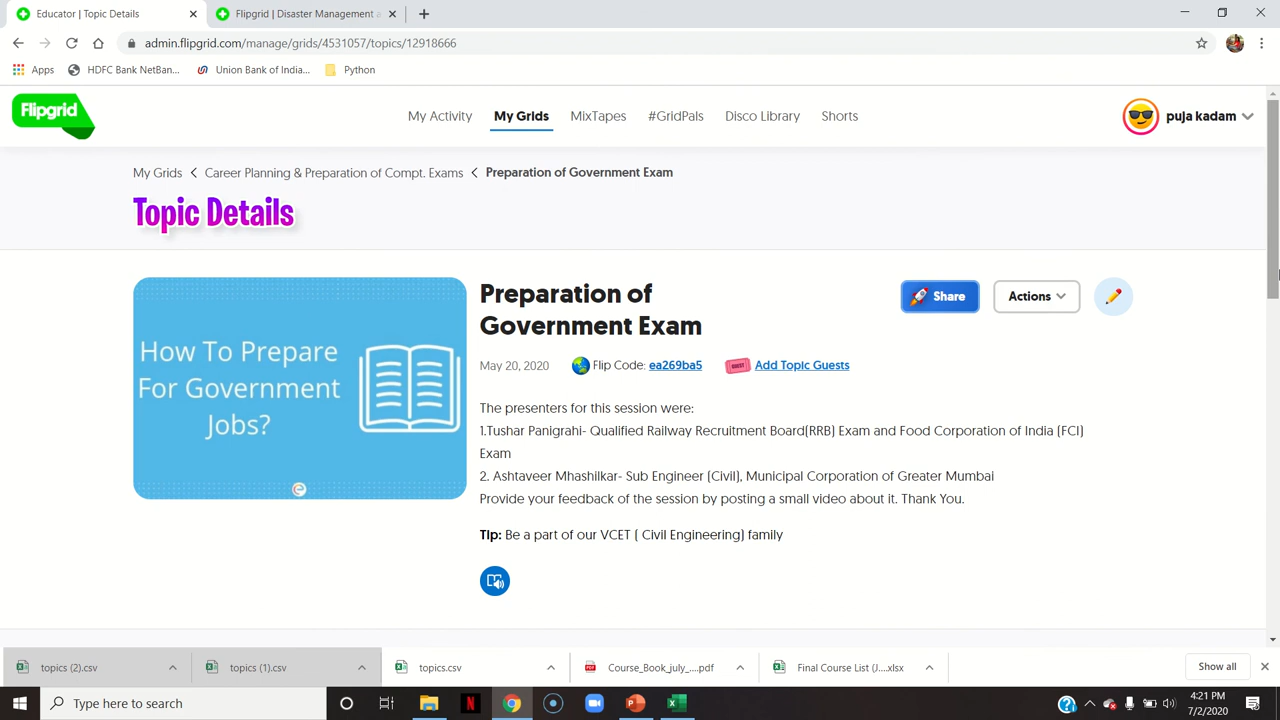 Educator | Topic Details
Flipgrid | Disaster Management a
admin.flipgrid.com/manage/grids/4531057/topics/12918666
Apps
HDFC Bank NetBan...
Union Bank of India...
Python
Flipgrid
My Activity
My Grids
MixTapes
#GridPals
Disco Library
Shorts
puja kadam
My Grids < Career Planning & Preparation of Compt. Exams < Preparation of Government Exam
Topic Details
How To Prepare
For Government
Jobs?
Preparation of
Government Exam
Share
Actions
May 20, 2020
Flip Code: ea269ba5
GUEST
Add Topic Guests
The presenters for this session were:
1.Tushar Panigrahi- Qualified Railway Recruitment Board(RRB) Exam and Food Corporation of India (FCI)
Exam
2. Ashtaveer Mhashilkar- Sub Engineer (Civil), Municipal Corporation of Greater Mumbai
Provide your feedback of the session by posting a small video about it. Thank You.
Tip: Be a part of our VCET ( Civil Engineering) family
topics (2).csv
topics (1).csv
topics.csv
Course_Book_july_....pdf
Final Course List (J....xlsx
Show all
Type here to search
4:21 PM
7/2/2020